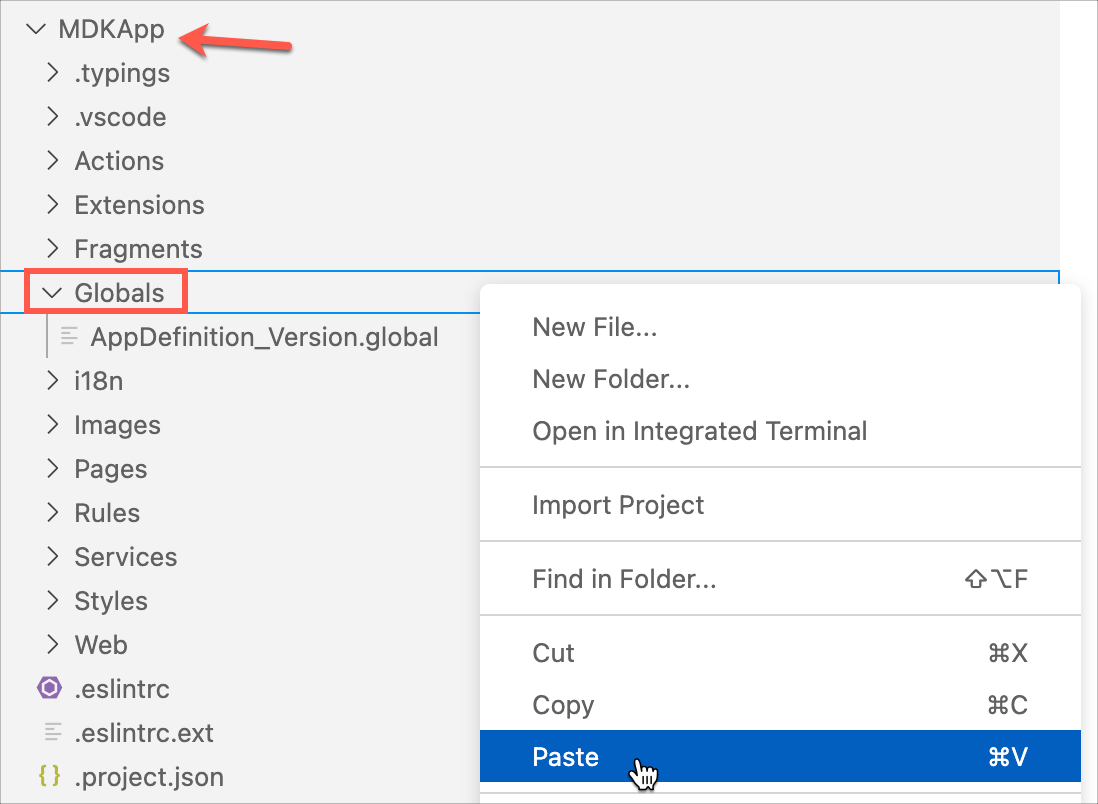 MDKApp
.typings
.vscode
Actions
Extensions
Fragments
Globals
AppDefinition_Version.global
i18n
Images
Pages
Rules
Services
Styles
Web
.eslintrc
.eslintrc.ext
{} .project.json
New File...
New Folder...
Open in Integrated Terminal
Import Project
Find in Folder... ⇧⌥F
Cut ⌘X
Copy ⌘C
Paste ⌘V